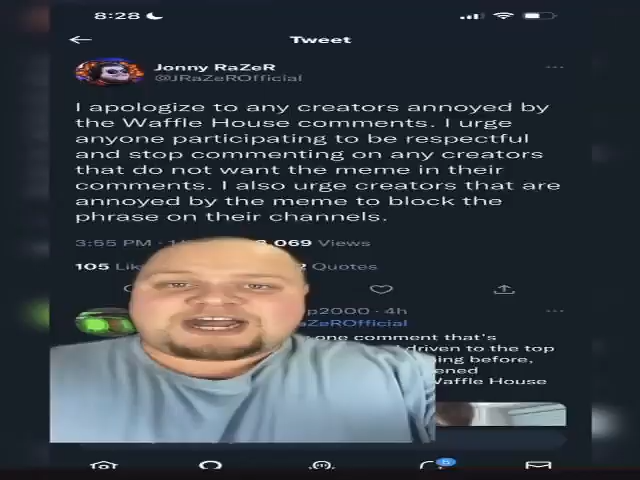 8:28
Tweet
Jonny RaZeR
@JRaZeROfficial
I apologize to any creators annoyed by
the Waffle House comments. I urge
anyone participating to be respectful
and stop commenting on any creators
that do not want the meme in their
comments. I also urge creators that are
annoyed by the meme to block the
phrase on their channels.
3:55 PM
,069 Views
105
Quotes
p2000 · 4h
aZeROfficial
one comment that's
driven to the top
before,
Waffle House